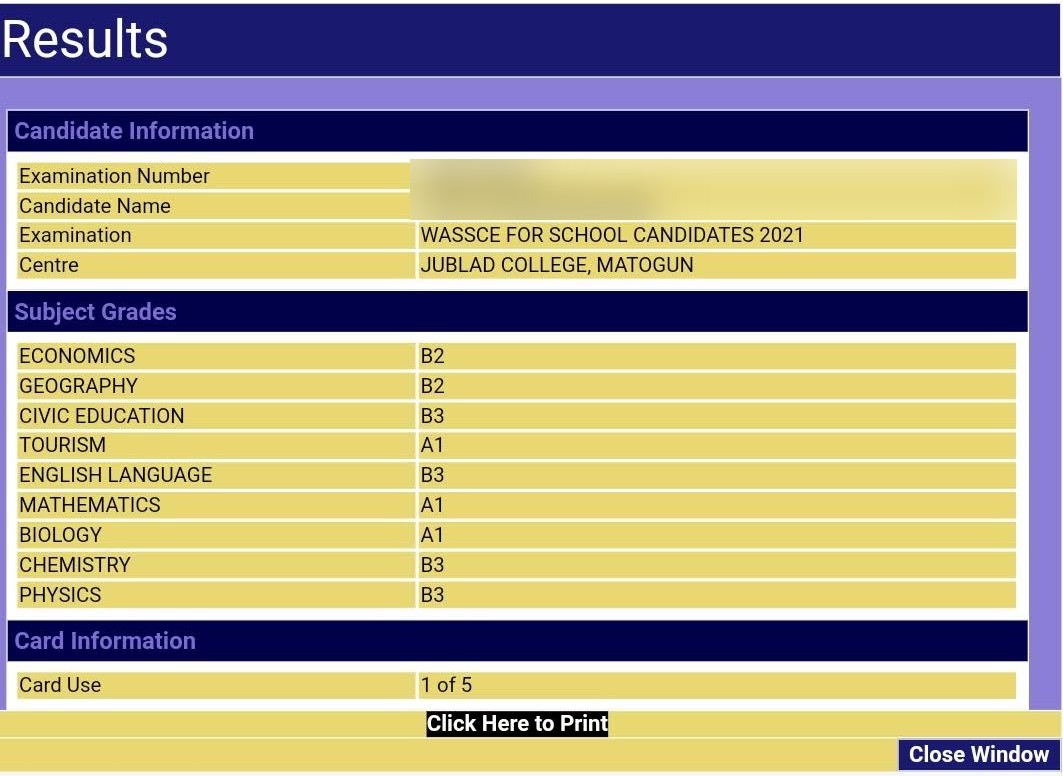 Results
Candidate Information
Examination Number
Candidate Name
Examination WASSCE FOR SCHOOL CANDIDATES 2021
Centre JUBLAD COLLEGE, MATOGUN
Subject Grades
ECONOMICS B2
GEOGRAPHY B2
CIVIC EDUCATION B3
TOURISM A1
ENGLISH LANGUAGE B3
MATHEMATICS A1
BIOLOGY A1
CHEMISTRY B3
PHYSICS B3
Card Information
Card Use 1 of 5
Click Here to Print
Close Window